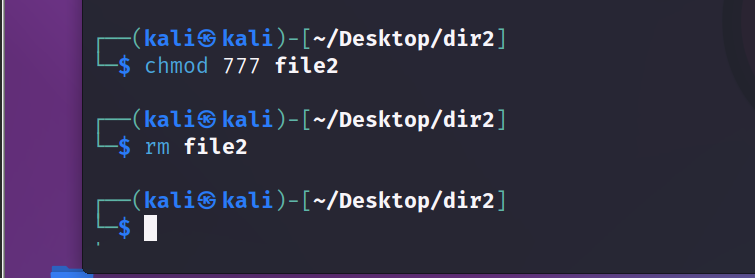 ┌──(kali㉿kali)-[~/Desktop/dir2]
└─$ chmod 777 file2
┌──(kali㉿kali)-[~/Desktop/dir2]
└─$ rm file2
┌──(kali㉿kali)-[~/Desktop/dir2]
└─$